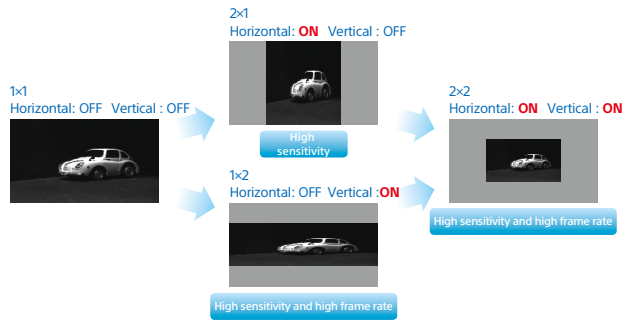 2×1
Horizontal: ON Vertical : OFF
1×1
Horizontal: OFF Vertical : OFF
High
sensitivity
2×2
Horizontal: ON Vertical : ON
1×2
Horizontal: OFF Vertical :ON
High sensitivity and high frame rate
High sensitivity and high frame rate